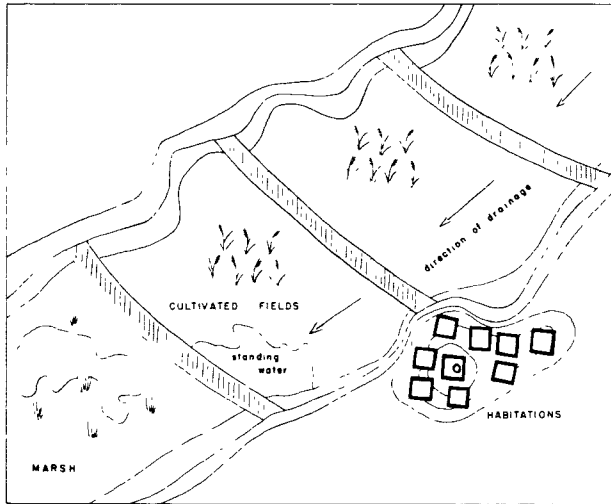 direction of drainage
CULTIVATED FIELDS
standing
water
HABITATIONS
MARSH